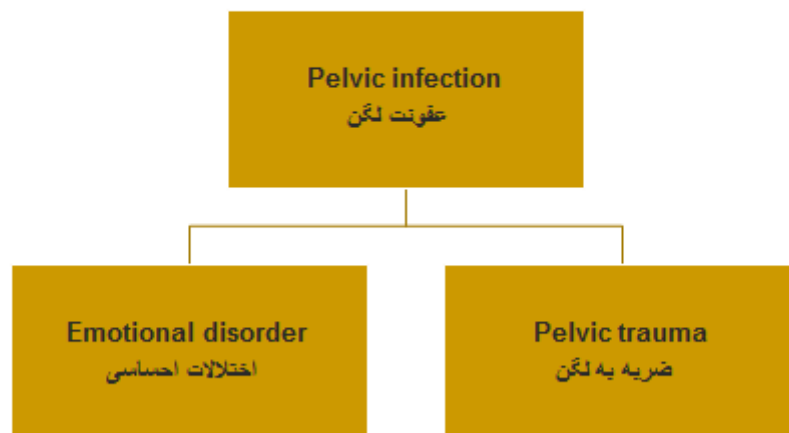 Pelvic infection
عفونت لگن
Emotional disorder
اختلالات احساسی
Pelvic trauma
ضربه به لگن